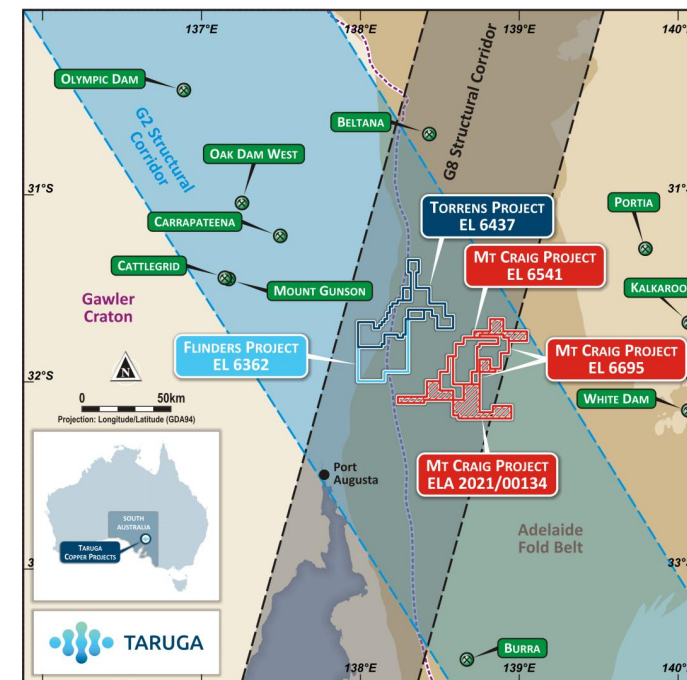 137°E
138°E
139°E
140°
OLYMPIC DAM
G2 Structural
Corridor
BELTANA
G8 Structural Corridor
OAK DAM WEST
31°S
31°
TORRENS PROJECT
EL 6437
PORTIA
CARRAPATEENA
MT CRAIG PROJECT
EL 6541
CATTLEGRID
MOUNT GUNSON
KALKAROO
Gawler
Craton
FLINDERS PROJECT
EL 6362
MT CRAIG PROJECT
EL 6695
N
32°S
0 50km
Projection: Longitude/Latitude (GDA94)
WHITE DAM
Port
Augusta
MT CRAIG PROJECT
ELA 2021/00134
SOUTH
AUSTRALIA
TARUGA
COPPER PROJECTS
Adelaide
Fold Belt
3
33°
TARUGA
BURRA
138°E
139°E
140